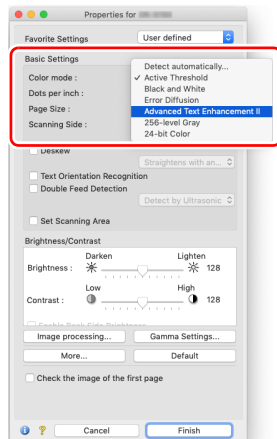 Properties for
Favorite Settings User defined
Basic Settings
Detect automatically...
Color mode : ✓ Active Threshold
Black and White
Dots per inch :
Error Diffusion
Page Size : Advanced Text Enhancement II
256-level Gray
Scanning Side :
24-bit Color
Deskew
Straightens with an...
Text Orientation Recognition
Double Feed Detection
Detect by Ultrasonic
Set Scanning Area
Brightness/Contrast
Darken Lighten
Brightness : 128
Low High
Contrast : 128
Enable Back Side Brightness
Image processing... Gamma Settings...
More... Default
Check the image of the first page
Cancel Finish